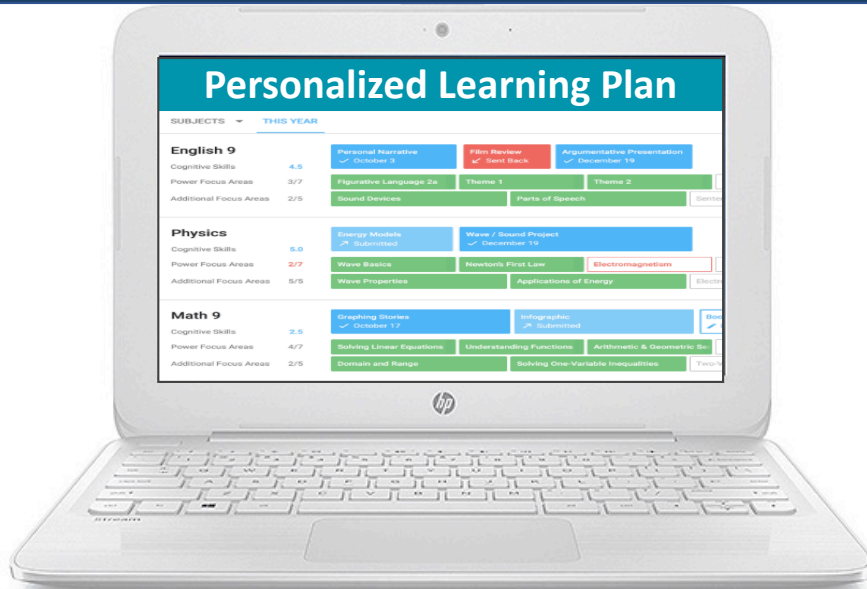 Personalized Learning Plan
SUBJECTS THIS YEAR
English 9
Personal Narrative Film Review Argumentative Presentation
October 3 Sent Back December 19
Cognitive Skills 4.5
Power Focus Areas 3/7 Figurative Language 2a Theme 1 Theme 2
Additional Focus Areas 2/5 Sound Devices Parts of Speech
Physics
Energy Models Wave / Sound Project
Submitted December 19
Cognitive Skills 5.0
Power Focus Areas 2/7 Wave Basics Newton's First Law Electromagnetism
Additional Focus Areas 5/5 Wave Properties Applications of Energy
Math 9
Graphing Stories Infographic
October 17 Submitted
Cognitive Skills 2.5
Power Focus Areas 4/7 Solving Linear Equations Understanding Functions Arithmetic & Geometric
Additional Focus Areas 2/5 Domain and Range Solving One-Variable Inequalities
hp
Stream